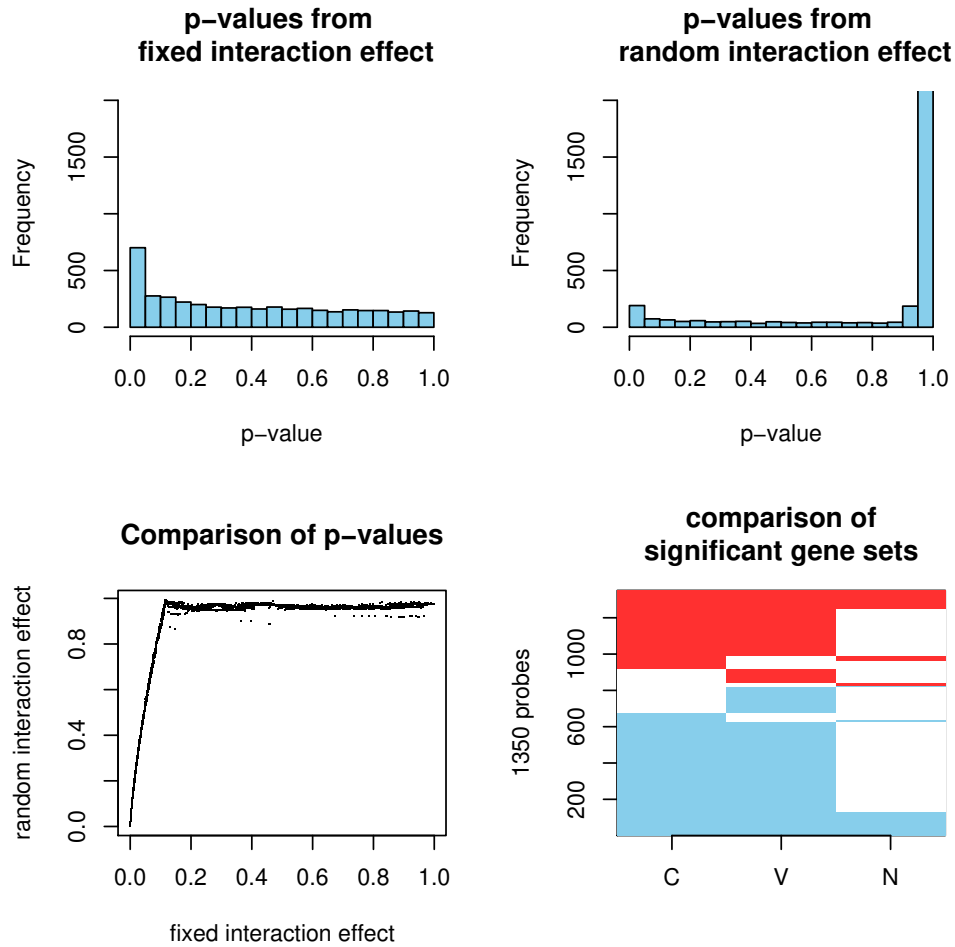 p−values from
fixed interaction effect
Frequency
0
500
1500
0.0 0.2 0.4 0.6 0.8 1.0
p−value
p−values from
random interaction effect
Frequency
0
500
1500
0.0 0.2 0.4 0.6 0.8 1.0
p−value
Comparison of p−values
random interaction effect
0.0
0.4
0.8
0.0 0.2 0.4 0.6 0.8 1.0
fixed interaction effect
comparison of
significant gene sets
1350 probes
200
600
1000
C V N